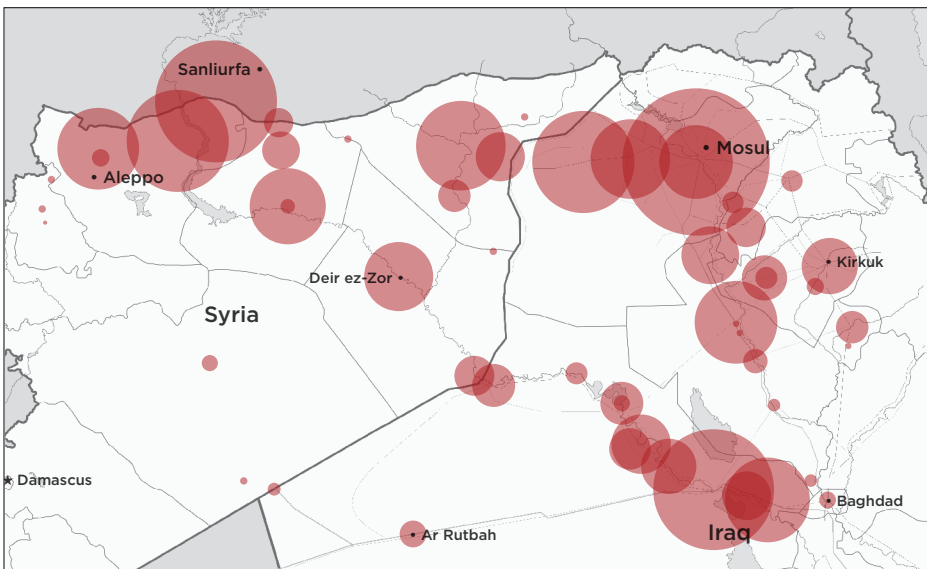 Sanliurfa
Mosul
Aleppo
Kirkuk
Deir ez-Zor
Syria
Damascus
Baghdad
Ar Rutbah
Iraq